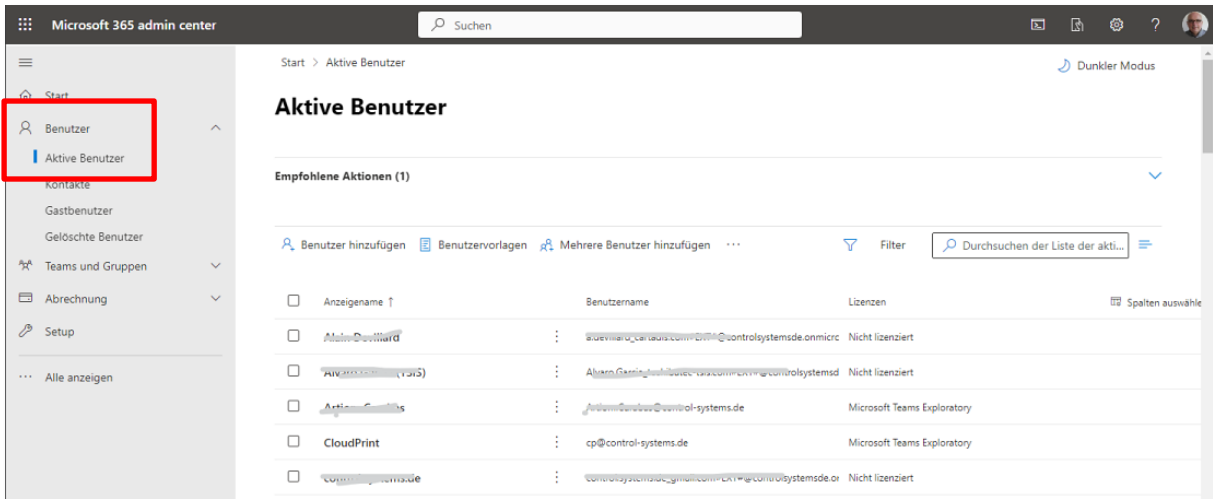 Microsoft 365 admin center Suchen ?
Start > Aktive Benutzer Dunkler Modus
Start
Aktive Benutzer
Benutzer
Aktive Benutzer
Empfohlene Aktionen (1)
Kontakte
Gastbenutzer
Gelöschte Benutzer
Benutzer hinzufügen Benutzervorlagen Mehrere Benutzer hinzufügen ... Filter Durchsuchen der Liste der akti...
Teams und Gruppen
Abrechnung
Anzeigename ↑ Benutzername Lizenzen Spalten auswähle
Setup
Nicht lizenziert
... Alle anzeigen
Nicht lizenziert
Microsoft Teams Exploratory
CloudPrint cp@control-systems.de Microsoft Teams Exploratory
Nicht lizenziert